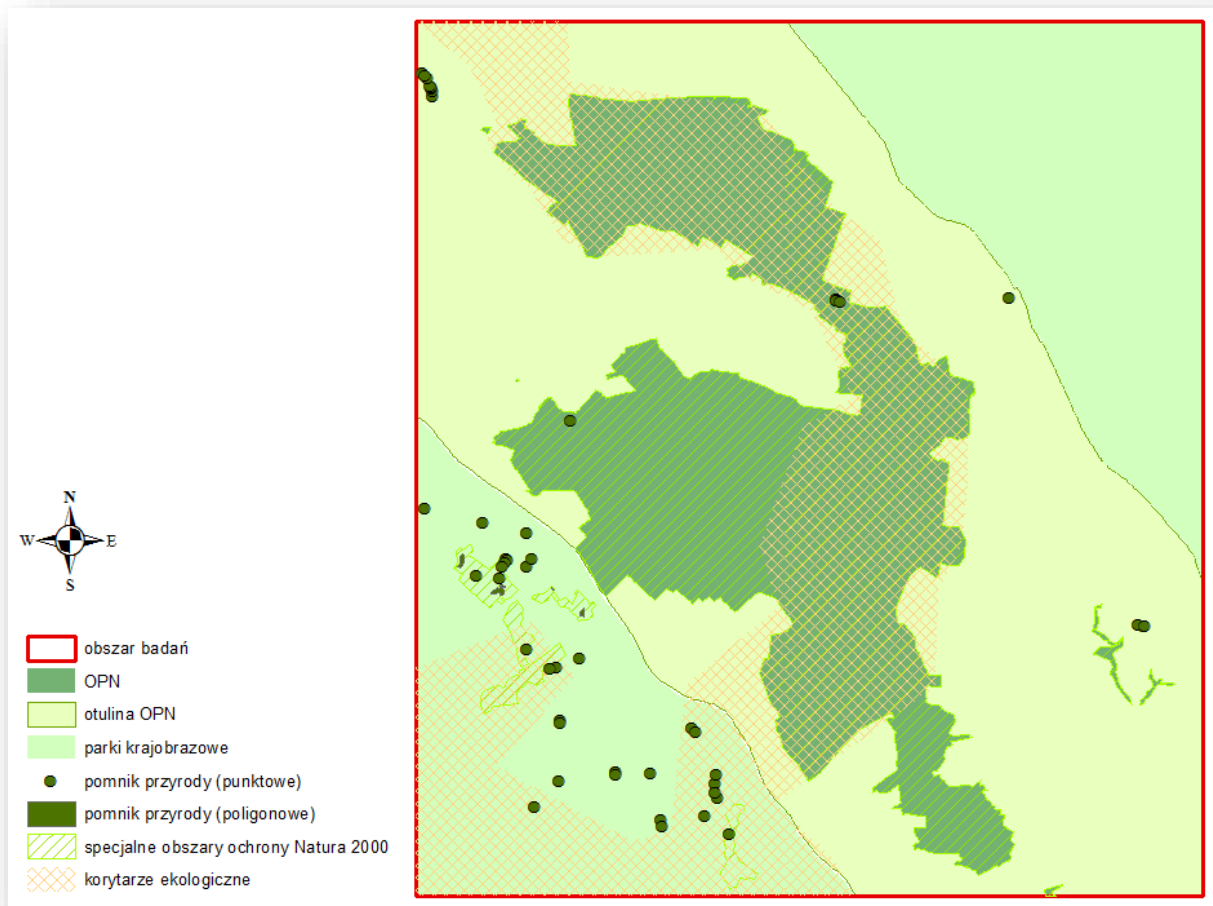 N
W E
S
obszar badań
OPN
otulina OPN
parki krajobrazowe
pomnik przyrody (punktowe)
pomnik przyrody (poligonowe)
specjalne obszary ochrony Natura 2000
korytarze ekologiczne